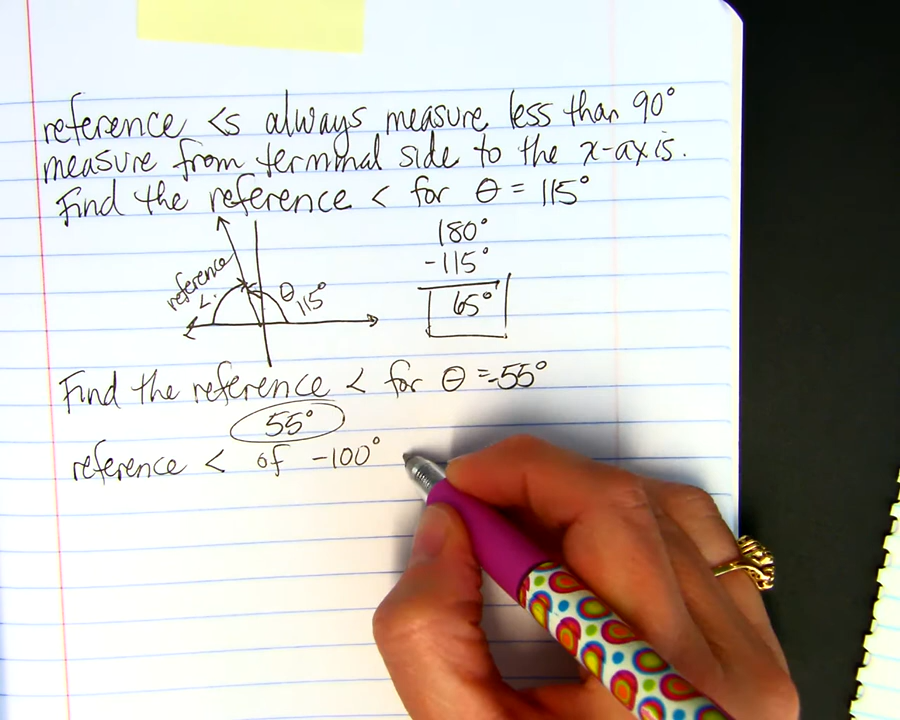 reference <s always measure less than 90°
measure from terminal side to the x-axis.
Find the reference < for θ = 115°
180°
-115°
65°
reference
<.
θ
115°
Find the reference < for θ =-55°
55°
reference < of -100°